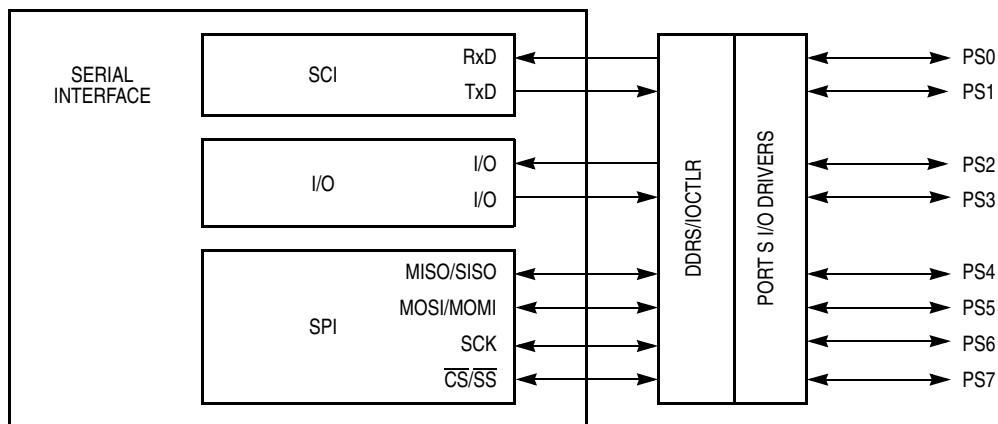 SERIAL
INTERFACE
SCI
RxD
TxD
I/O
I/O
I/O
SPI
MISO/SISO
MOSI/MOMI
SCK
CS/SS
DDRS/IOCTLR
PORT S I/O DRIVERS
PS0
PS1
PS2
PS3
PS4
PS5
PS6
PS7